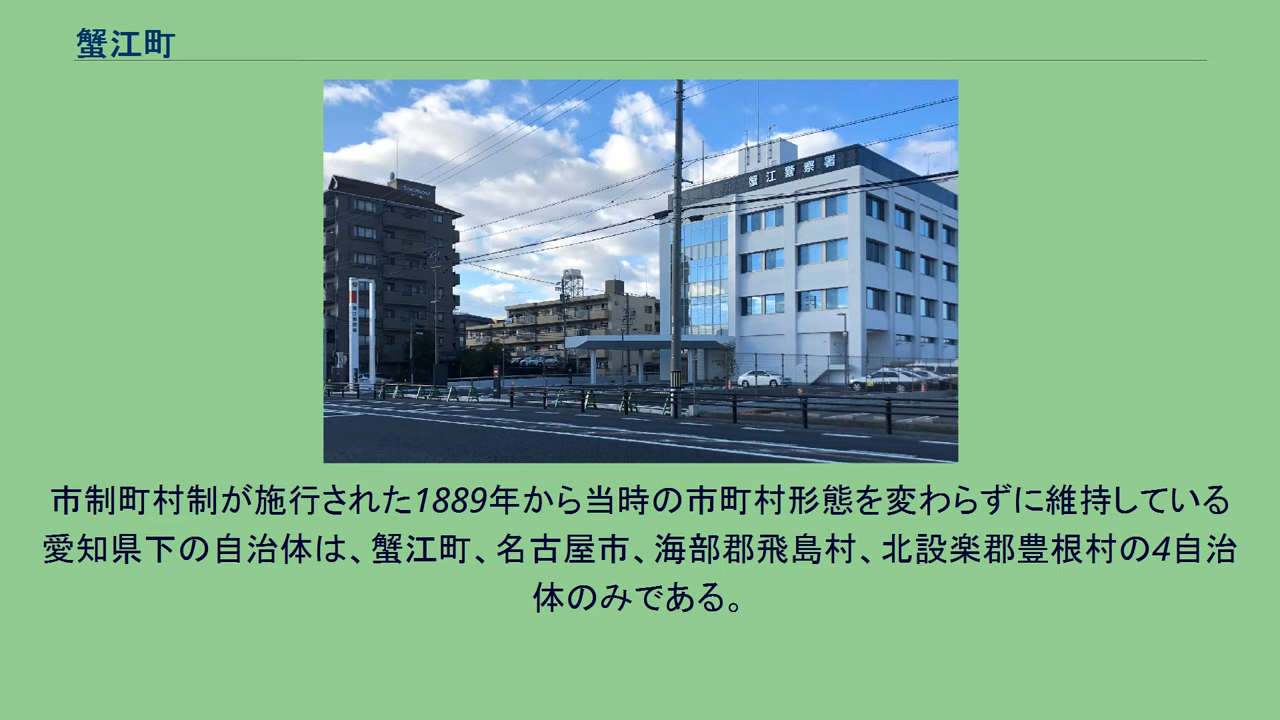 蟹江町
蟹江警察署
市制町村制が施行された1889年から当時の市町村形態を変わらずに維持している
愛知県下の自治体は、蟹江町、名古屋市、海部郡飛島村、北設楽郡豊根村の4自治
体のみである。